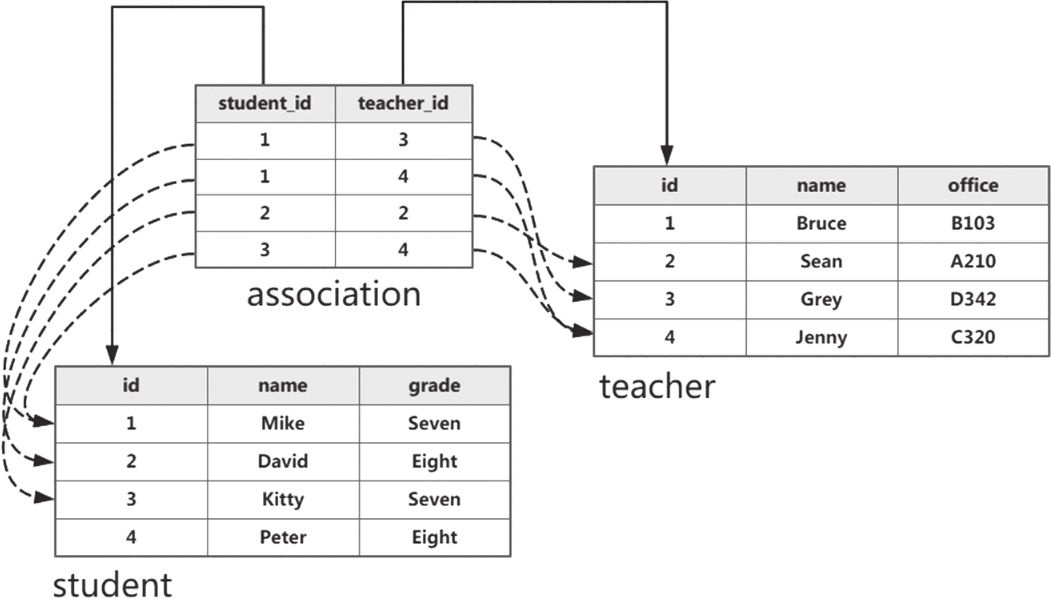 student_id teacher_id
1 3
1 4
2 2
3 4
association
id name office
1 Bruce B103
2 Sean A210
3 Grey D342
4 Jenny C320
teacher
id name grade
1 Mike Seven
2 David Eight
3 Kitty Seven
4 Peter Eight
student